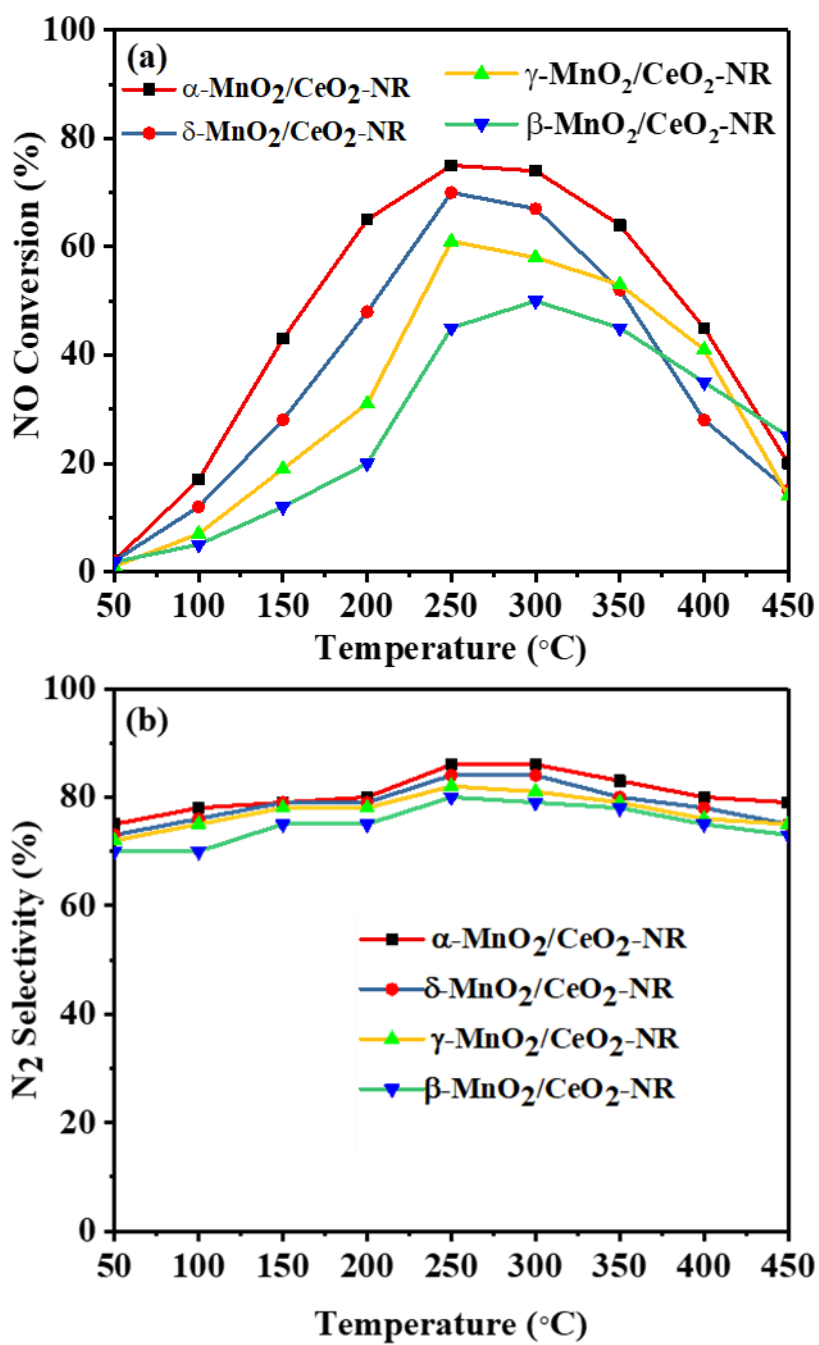 (a)
α-MnO2/CeO2-NR
δ-MnO2/CeO2-NR
γ-MnO2/CeO2-NR
β-MnO2/CeO2-NR
NO Conversion (%)
100
80
60
40
20
0
50 100 150 200 250 300 350 400 450
Temperature (°C)
(b)
N2 Selectivity (%)
100
80
60
40
20
0
α-MnO2/CeO2-NR
δ-MnO2/CeO2-NR
γ-MnO2/CeO2-NR
β-MnO2/CeO2-NR
50 100 150 200 250 300 350 400 450
Temperature (°C)